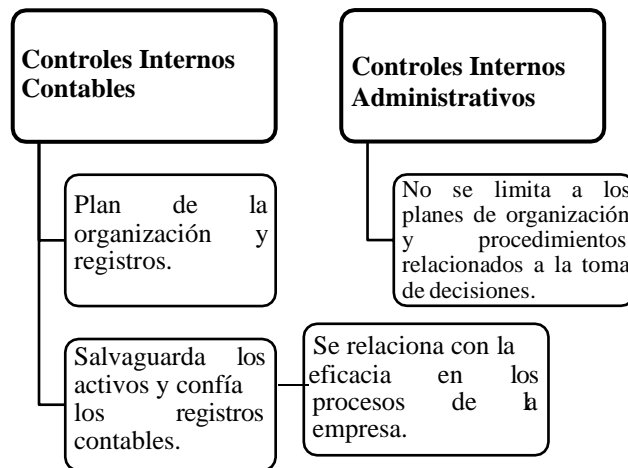 Controles Internos
Contables
Controles Internos
Administrativos
Plan de la
organización y
registros.
No se limita a los
planes de organización
y procedimientos
relacionados a la toma
de decisiones.
Salvaguarda los
activos y confía
los registros
contables.
Se relaciona con la
eficacia en los
procesos de la
empresa.